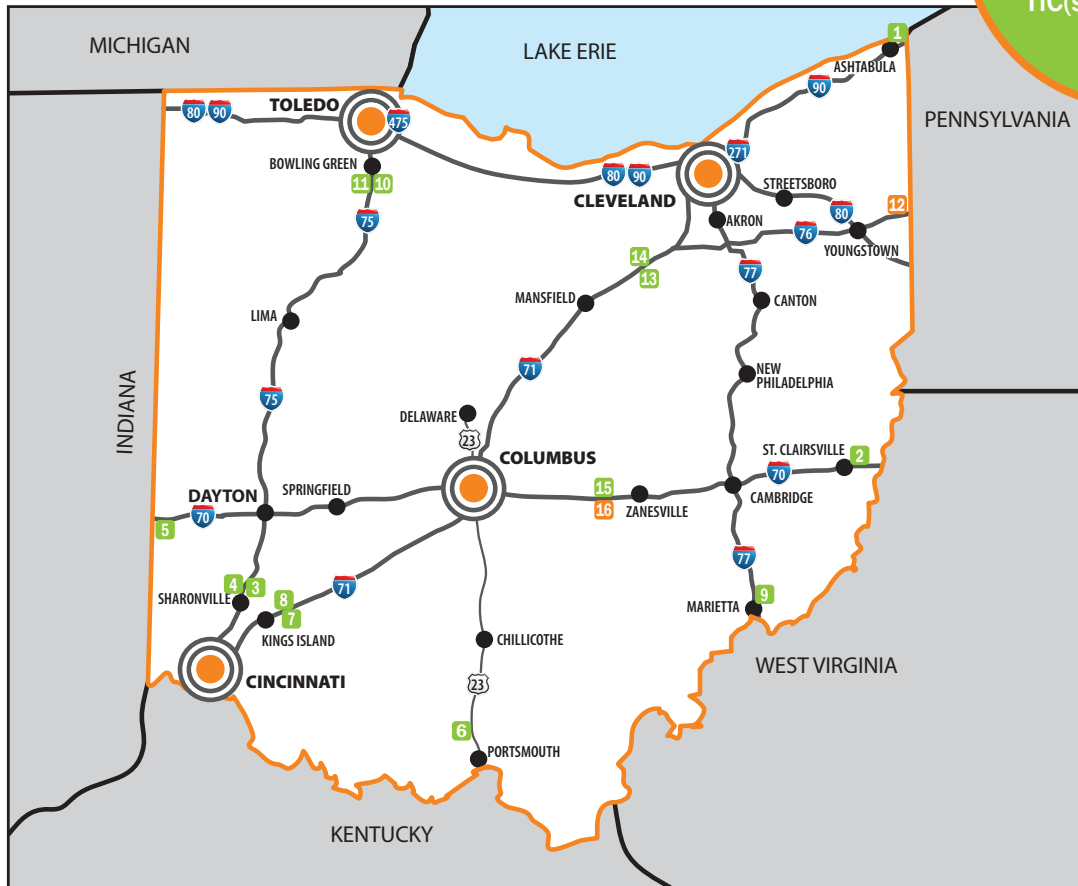 TIC(S
1
MICHIGAN
LAKE ERIE
ASHTABULA
90
TOLEDO
80 90
475
PENNSYLVANIA
271
BOWLING GREEN
80 90
STREETSBORO
11 10
CLEVELAND
12
80
AKRON
75
76
YOUNGSTOWN
14
13
77
MANSFIELD
CANTON
LIMA
71
NEW
PHILADELPHIA
INDIANA
75
DELAWARE
23
ST. CLAIRSVILLE
2
COLUMBUS
70
SPRINGFIELD
15
DAYTON
CAMBRIDGE
16
ZANESVILLE
70
5
77
4 3
71
SHARONVILLE
8
7
9
MARIETTA
KINGS ISLAND
CHILLICOTHE
WEST VIRGINIA
CINCINNATI
23
6
PORTSMOUTH
KENTUCKY